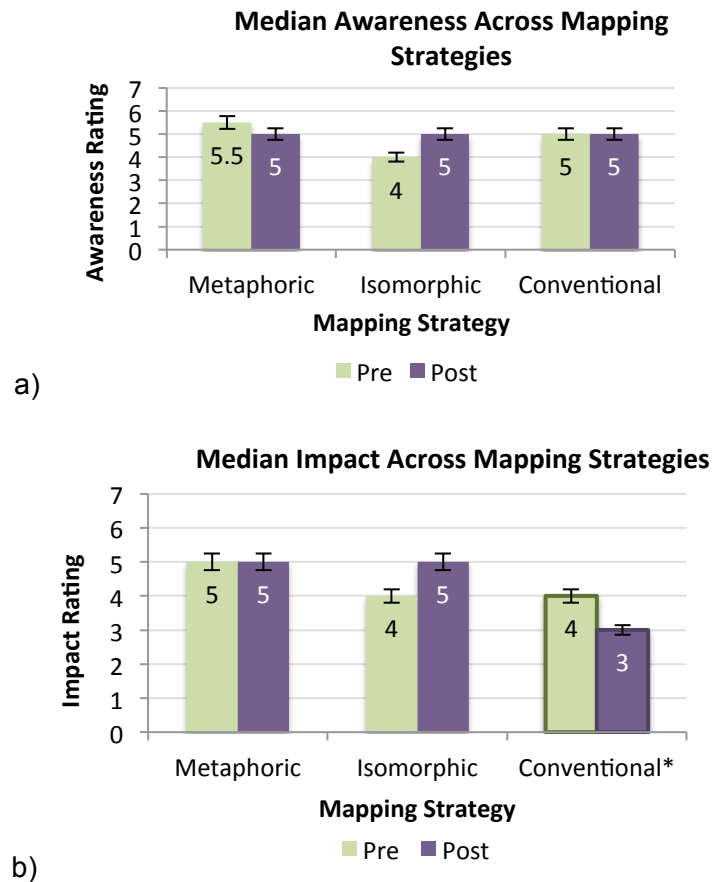 Median Awareness Across Mapping
Strategies
7
6
5
4
3
2
1
0
Awareness Rating
5.5
5
4
5
5
5
Metaphoric
Isomorphic
Conventional
Mapping Strategy
Pre
Post
a)
Median Impact Across Mapping Strategies
7
6
5
4
3
2
1
0
Impact Rating
5
5
4
5
4
3
Metaphoric
Isomorphic
Conventional*
Mapping Strategy
Pre
Post
b)